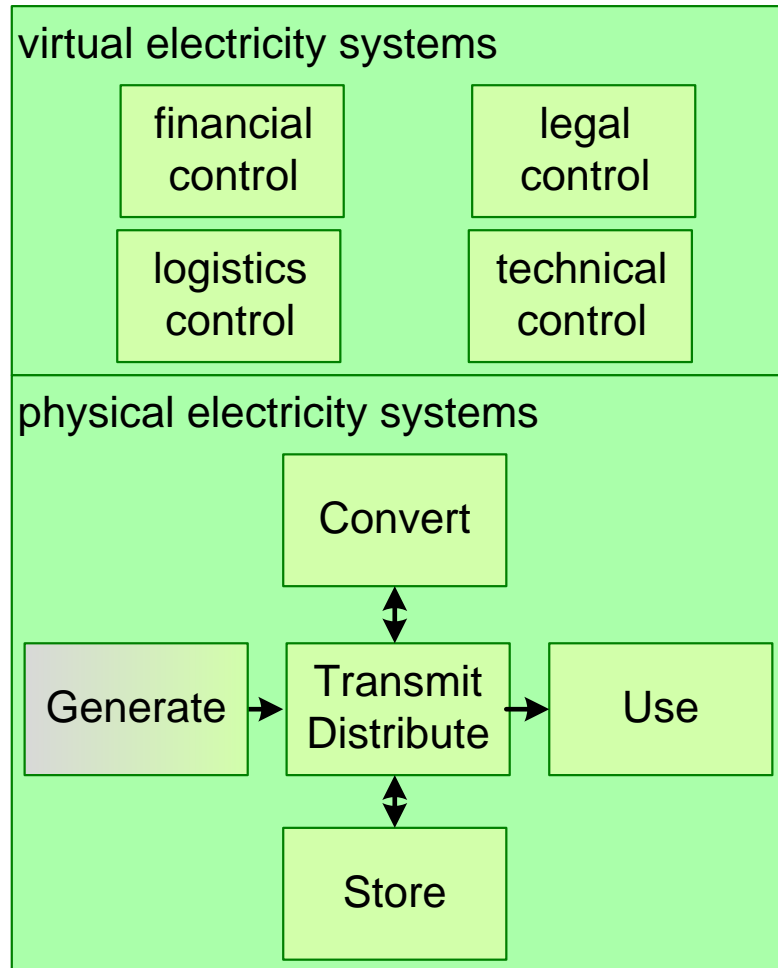 virtual electricity systems
financial
control
legal
control
logistics
control
technical
control
physical electricity systems
Convert
Generate
Transmit
Distribute
Use
Store